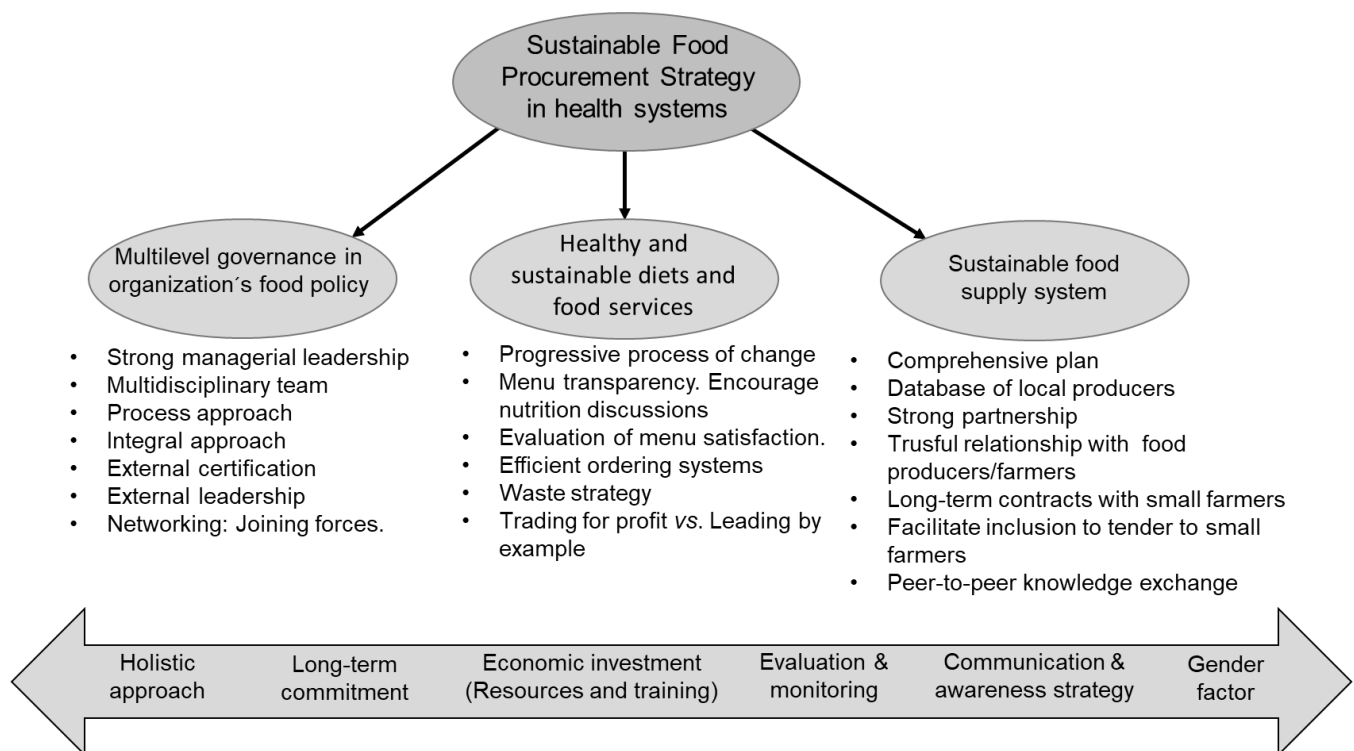 Sustainable Food
Procurement Strategy
in health systems
Multilevel governance in
organization´s food policy
• Strong managerial leadership
• Multidisciplinary team
• Process approach
• Integral approach
• External certification
• External leadership
• Networking: Joining forces.
Healthy and
sustainable diets and
food services
• Progressive process of change
• Menu transparency. Encourage
nutrition discussions
• Evaluation of menu satisfaction.
• Efficient ordering systems
• Waste strategy
• Trading for profit vs. Leading by
example
Sustainable food
supply system
• Comprehensive plan
• Database of local producers
• Strong partnership
• Trusful relationship with food
producers/farmers
• Long-term contracts with small farmers
• Facilitate inclusion to tender to small
farmers
• Peer-to-peer knowledge exchange
Holistic
approach
Long-term
commitment
Economic investment
(Resources and training)
Evaluation &
monitoring
Communication &
awareness strategy
Gender
factor